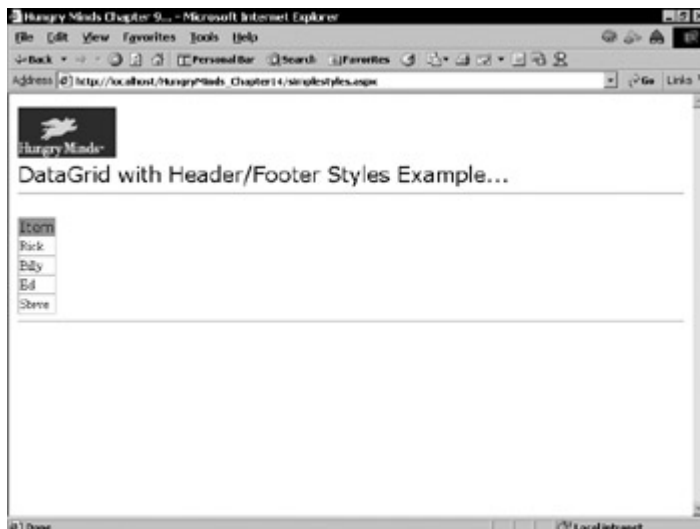 Hungry Minds Chapter 9... - Microsoft Internet Explorer
File Edit View Favorites Tools Help
Back Personal Bar Search Favorites
Address http://localhost/HungryMinds_Chapter14/simplestyles.aspx Go Links
Hungry Minds
DataGrid with Header/Footer Styles Example...
Item
Rick
Billy
Ed
Steve
Done Local intranet